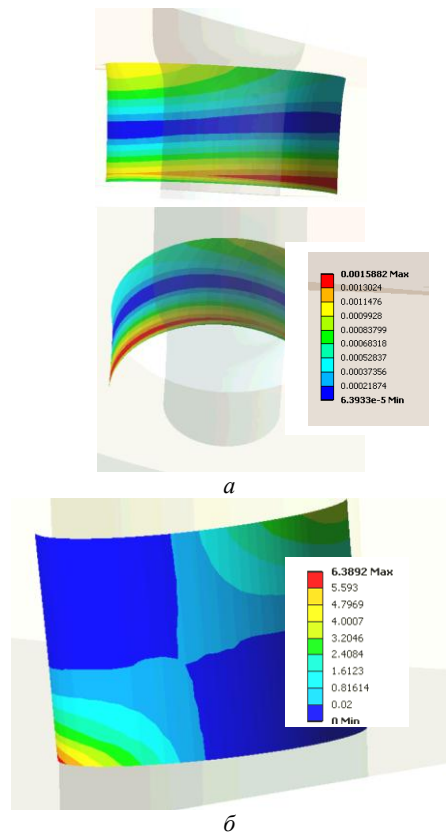 0.0015882 Max
0.0013024
0.0011476
0.0009928
0.00083799
0.00068318
0.00052837
0.00037356
0.00021874
6.3933e-5 Min
а
6.3892 Max
5.593
4.7969
4.0007
3.2046
2.4084
1.6123
0.81614
0.02
0 Min
б